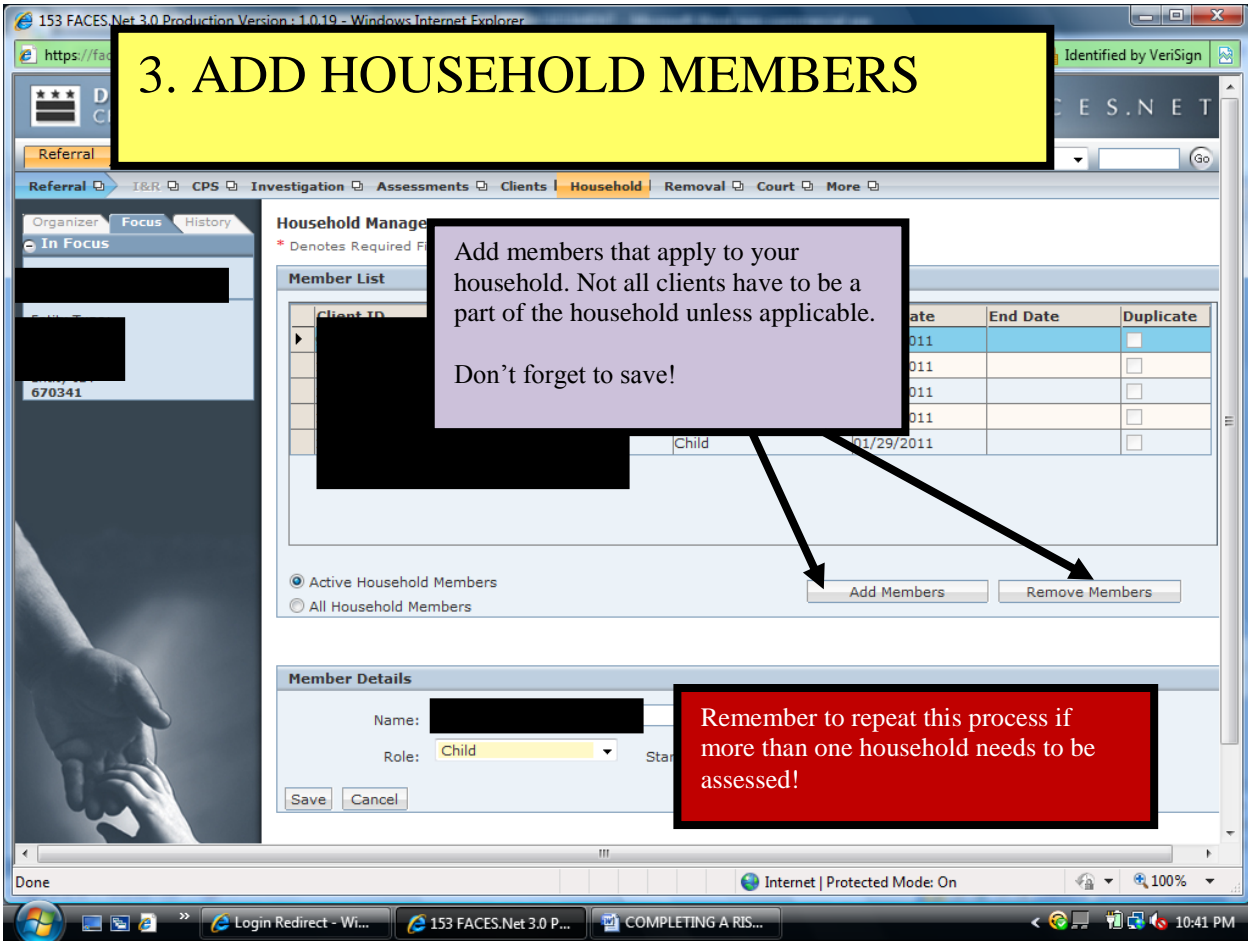 153 FACES.Net 3.0 Production Version : 1.0.19 - Windows Internet Explorer
https://fac
Identified by VeriSign
3. ADD HOUSEHOLD MEMBERS
E S . N E T
Referral
Go
Referral I&R CPS Investigation Assessments Clients Household Removal Court More
Organizer Focus History
In Focus
670341
Household Manage
* Denotes Required Fi
Add members that apply to your
household. Not all clients have to be a
part of the household unless applicable.
Don’t forget to save!
Member List
Client ID ate End Date Duplicate
011
011
011
011
Child 01/29/2011
Active Household Members
All Household Members
Add Members Remove Members
Member Details
Name:
Role: Child Star
Save Cancel
Remember to repeat this process if
more than one household needs to be
assessed!
Done
Internet | Protected Mode: On
100%
Login Redirect - Wi...
153 FACES.Net 3.0 P...
COMPLETING A RIS...
10:41 PM